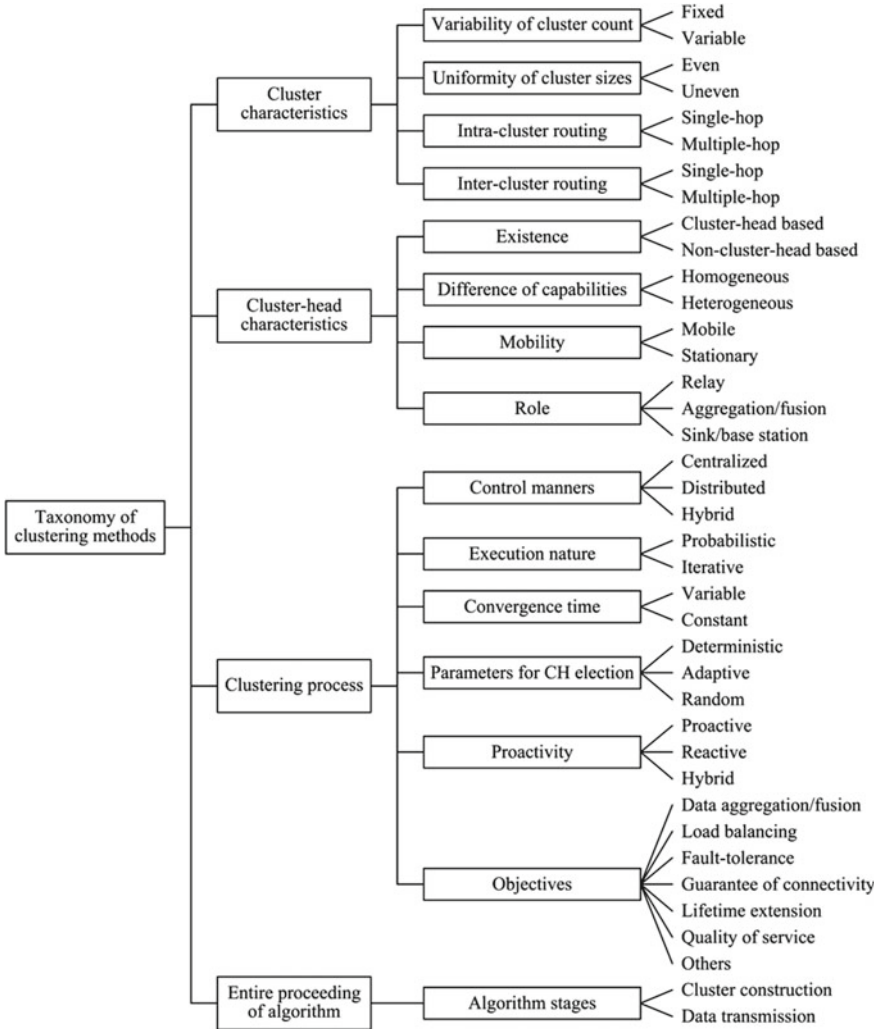 Taxonomy of
clustering methods
Cluster
characteristics
Variability of cluster count
Fixed
Variable
Uniformity of cluster sizes
Even
Uneven
Intra-cluster routing
Single-hop
Multiple-hop
Inter-cluster routing
Single-hop
Multiple-hop
Cluster-head
characteristics
Existence
Cluster-head based
Non-cluster-head based
Difference of capabilities
Homogeneous
Heterogeneous
Mobility
Mobile
Stationary
Role
Relay
Aggregation/fusion
Sink/base station
Clustering process
Control manners
Centralized
Distributed
Hybrid
Execution nature
Probabilistic
Iterative
Convergence time
Variable
Constant
Parameters for CH election
Deterministic
Adaptive
Random
Proactivity
Proactive
Reactive
Hybrid
Objectives
Data aggregation/fusion
Load balancing
Fault-tolerance
Guarantee of connectivity
Lifetime extension
Quality of service
Others
Entire proceeding
of algorithm
Algorithm stages
Cluster construction
Data transmission